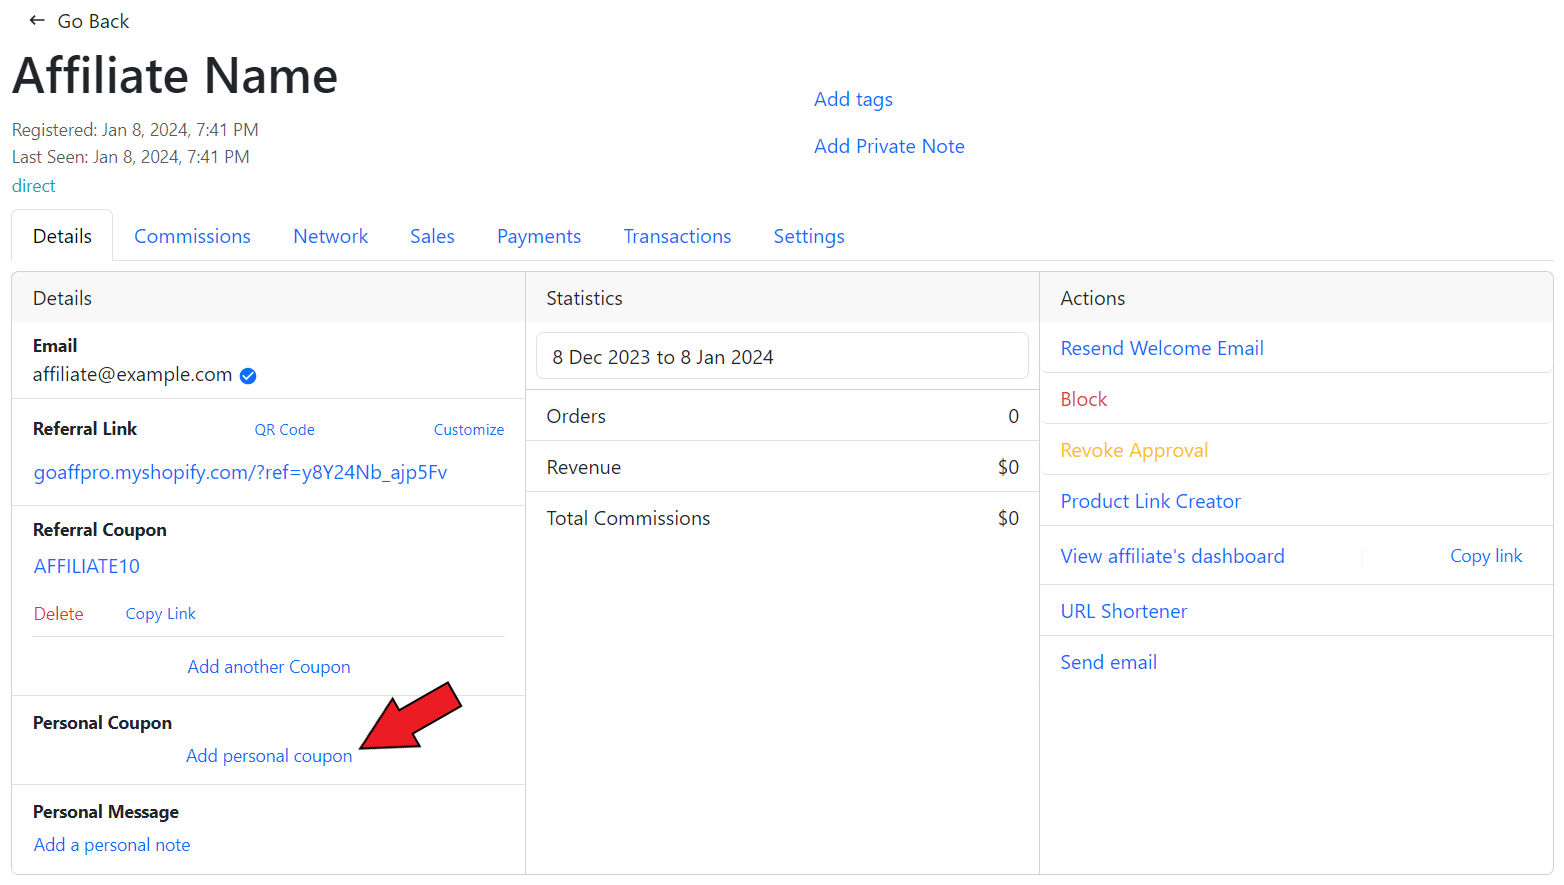 Go Back
Affiliate Name
Registered: Jan 8, 2024, 7:41 PM
Last Seen: Jan 8, 2024, 7:41 PM
direct
Add tags
Add Private Note
Details Commissions Network Sales Payments Transactions Settings
Details
Email
affiliate@example.com
Referral Link QR Code Customize
goaffpro.myshopify.com/?ref=y8Y24Nb_ajp5Fv
Referral Coupon
AFFILIATE10
Delete Copy Link
Add another Coupon
Personal Coupon
Add personal coupon
Personal Message
Add a personal note
Statistics
8 Dec 2023 to 8 Jan 2024
Orders 0
Revenue $0
Total Commissions $0
Actions
Resend Welcome Email
Block
Revoke Approval
Product Link Creator
View affiliate's dashboard Copy link
URL Shortener
Send email